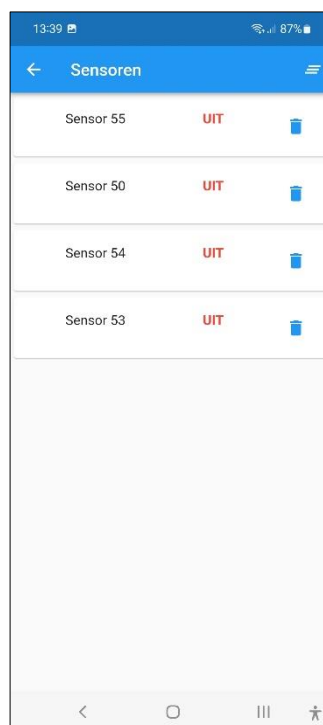 13:39 87%
Sensoren
Sensor 55 UIT
Sensor 50 UIT
Sensor 54 UIT
Sensor 53 UIT